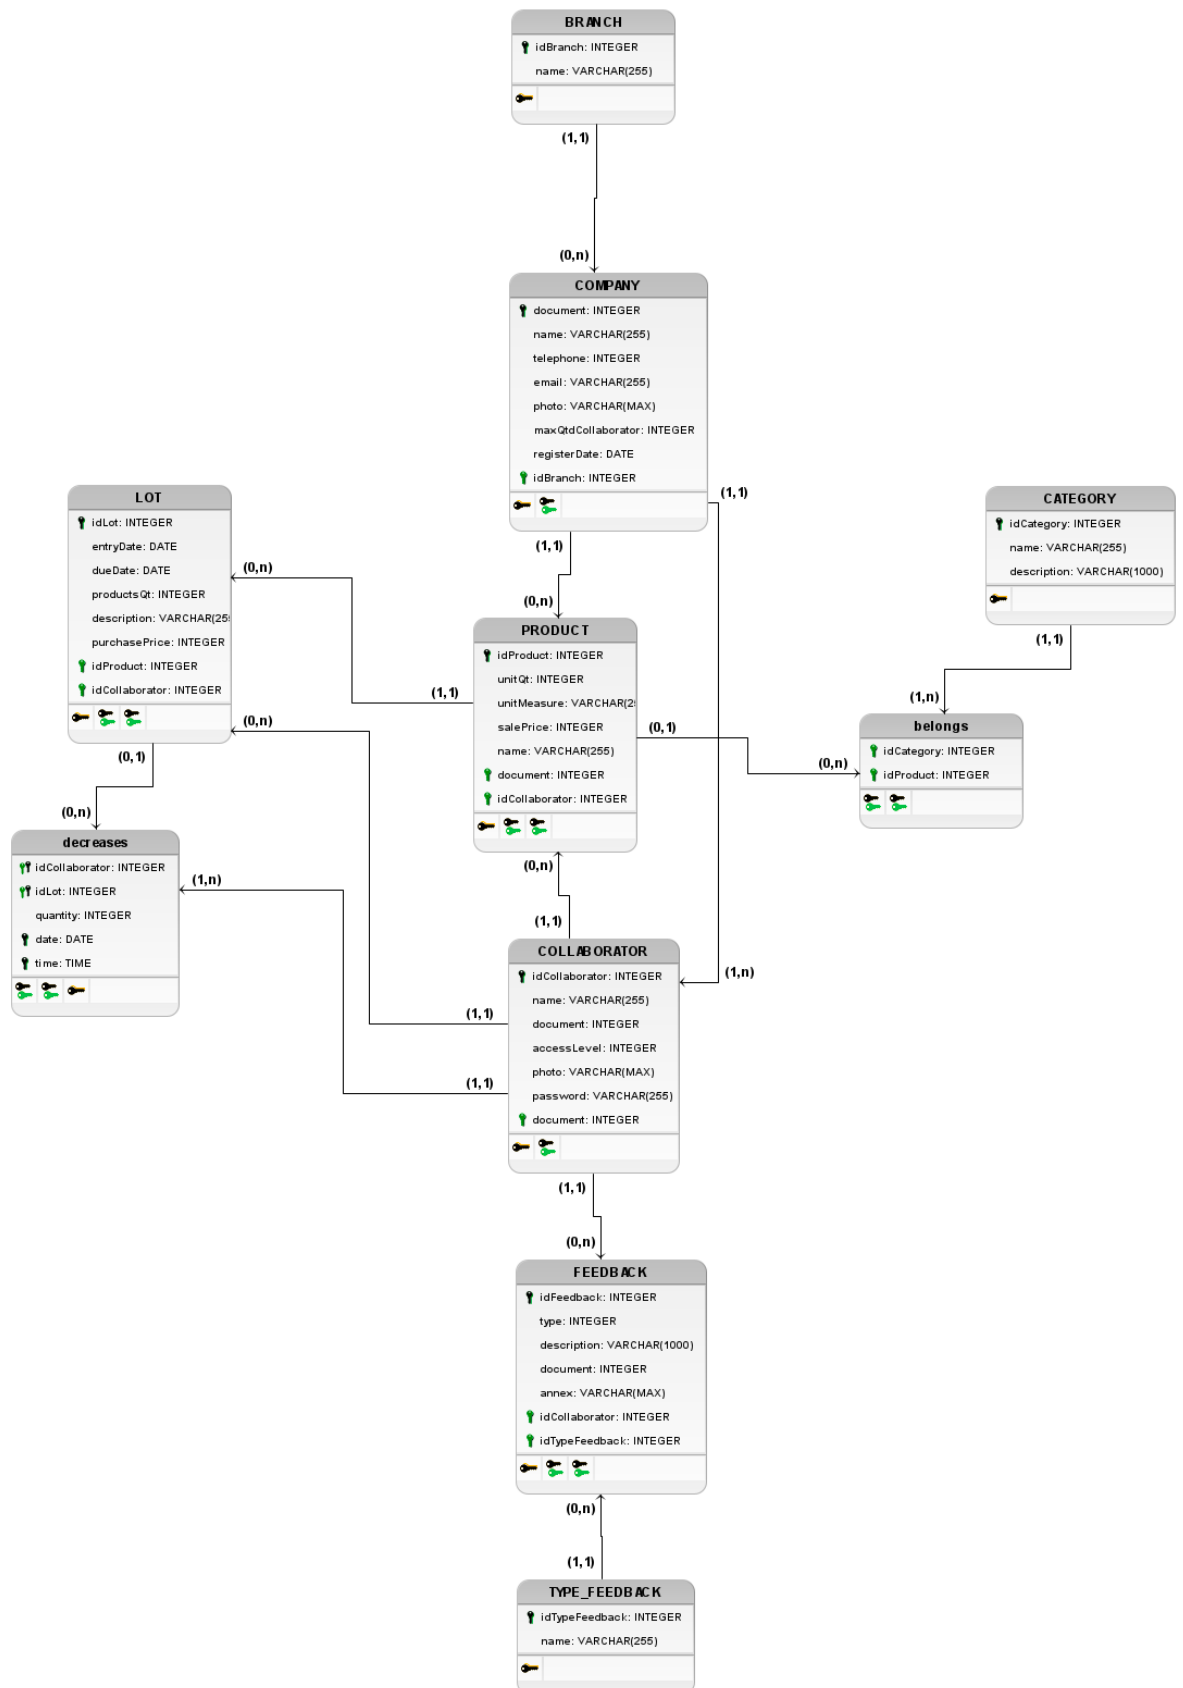 BRANCH
idBranch: INTEGER
name: VARCHAR(255)
(1,1)
(0,n)
COMPANY
document: INTEGER
name: VARCHAR(255)
telephone: INTEGER
email: VARCHAR(255)
photo: VARCHAR(MAX)
maxQtdCollaborator: INTEGER
registerDate: DATE
idBranch: INTEGER
(1,1)
(1,1)
(0,n)
LOT
idLot: INTEGER
entryDate: DATE
dueDate: DATE
productsQt: INTEGER
description: VARCHAR(255
purchasePrice: INTEGER
idProduct: INTEGER
idCollaborator: INTEGER
(0,n)
(0,n)
(0,1)
(0,n)
CATEGORY
idCategory: INTEGER
name: VARCHAR(255)
description: VARCHAR(1000)
(1,1)
(1,n)
PRODUCT
idProduct: INTEGER
unitQt: INTEGER
unitMeasure: VARCHAR(2
salePrice: INTEGER
name: VARCHAR(255)
document: INTEGER
idCollaborator: INTEGER
(1,1)
(0,1)
(0,n)
(0,n)
belongs
idCategory: INTEGER
idProduct: INTEGER
decreases
idCollaborator: INTEGER
idLot: INTEGER
quantity: INTEGER
date: DATE
time: TIME
(1,n)
(1,1)
COLLABORATOR
idCollaborator: INTEGER
name: VARCHAR(255)
document: INTEGER
accessLevel: INTEGER
photo: VARCHAR(MAX)
password: VARCHAR(255)
document: INTEGER
(1,n)
(1,1)
(1,1)
(1,1)
(0,n)
FEEDBACK
idFeedback: INTEGER
type: INTEGER
description: VARCHAR(1000)
document: INTEGER
annex: VARCHAR(MAX)
idCollaborator: INTEGER
idTypeFeedback: INTEGER
(0,n)
(1,1)
TYPE_FEEDBACK
idTypeFeedback: INTEGER
name: VARCHAR(255)